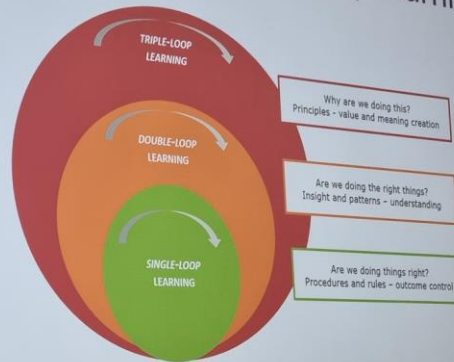 TRIPLE-LOOP
LEARNING
Why are we doing this?
Principles - value and meaning creation
DOUBLE-LOOP
LEARNING
Are we doing the right things?
Insight and patterns - understanding
SINGLE-LOOP
LEARNING
Are we doing things right?
Procedures and rules - outcome control